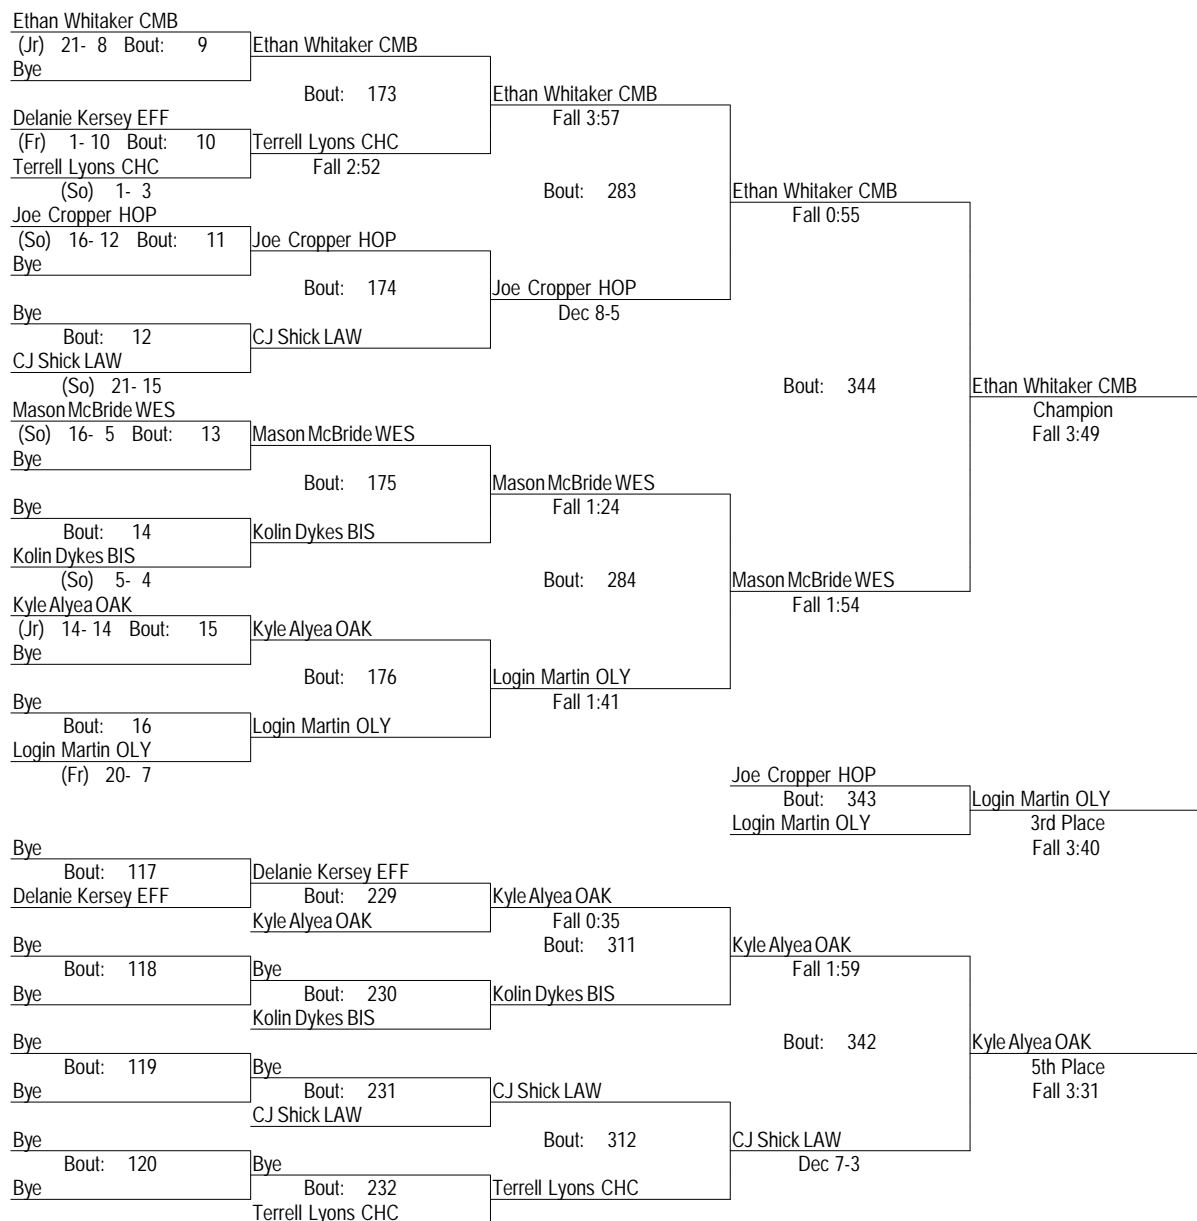 Ethan Whitaker CMB
(Jr) 21- 8 Bout: 9 Ethan Whitaker CMB
Bye
Bout: 173 Ethan Whitaker CMB
Delanie Kersey EFF Fall 3:57
(Fr) 1- 10 Bout: 10 Terrell Lyons CHC
Terrell Lyons CHC Fall 2:52
(So) 1- 3 Bout: 283 Ethan Whitaker CMB
Joe Cropper HOP Fall 0:55
(So) 16- 12 Bout: 11 Joe Cropper HOP
Bye
Bout: 174 Joe Cropper HOP
Bye Dec 8-5
Bout: 12 CJ Shick LAW
CJ Shick LAW
(So) 21- 15 Bout: 344 Ethan Whitaker CMB
Mason McBride WES Champion
(So) 16- 5 Bout: 13 Mason McBride WES Fall 3:49
Bye
Bout: 175 Mason McBride WES
Bye Fall 1:24
Bout: 14 Kolin Dykes BIS
Kolin Dykes BIS
(So) 5- 4 Bout: 284 Mason McBride WES
Kyle Alyea OAK Fall 1:54
(Jr) 14- 14 Bout: 15 Kyle Alyea OAK
Bye
Bout: 176 Login Martin OLY
Bye Fall 1:41
Bout: 16 Login Martin OLY
Login Martin OLY
(Fr) 20- 7 Joe Cropper HOP
Bout: 343 Login Martin OLY
Login Martin OLY 3rd Place
Bye Fall 3:40
Bout: 117 Delanie Kersey EFF
Delanie Kersey EFF Bout: 229 Kyle Alyea OAK
Kyle Alyea OAK Fall 0:35
Bye Bout: 311 Kyle Alyea OAK
Bout: 118 Bye Fall 1:59
Bye Bout: 230 Kolin Dykes BIS
Kolin Dykes BIS
Bye Bout: 342 Kyle Alyea OAK
Bout: 119 Bye 5th Place
Bye Bout: 231 CJ Shick LAW Fall 3:31
CJ Shick LAW
Bye Bout: 312 CJ Shick LAW
Bout: 120 Bye Dec 7-3
Bye Bout: 232 Terrell Lyons CHC
Terrell Lyons CHC